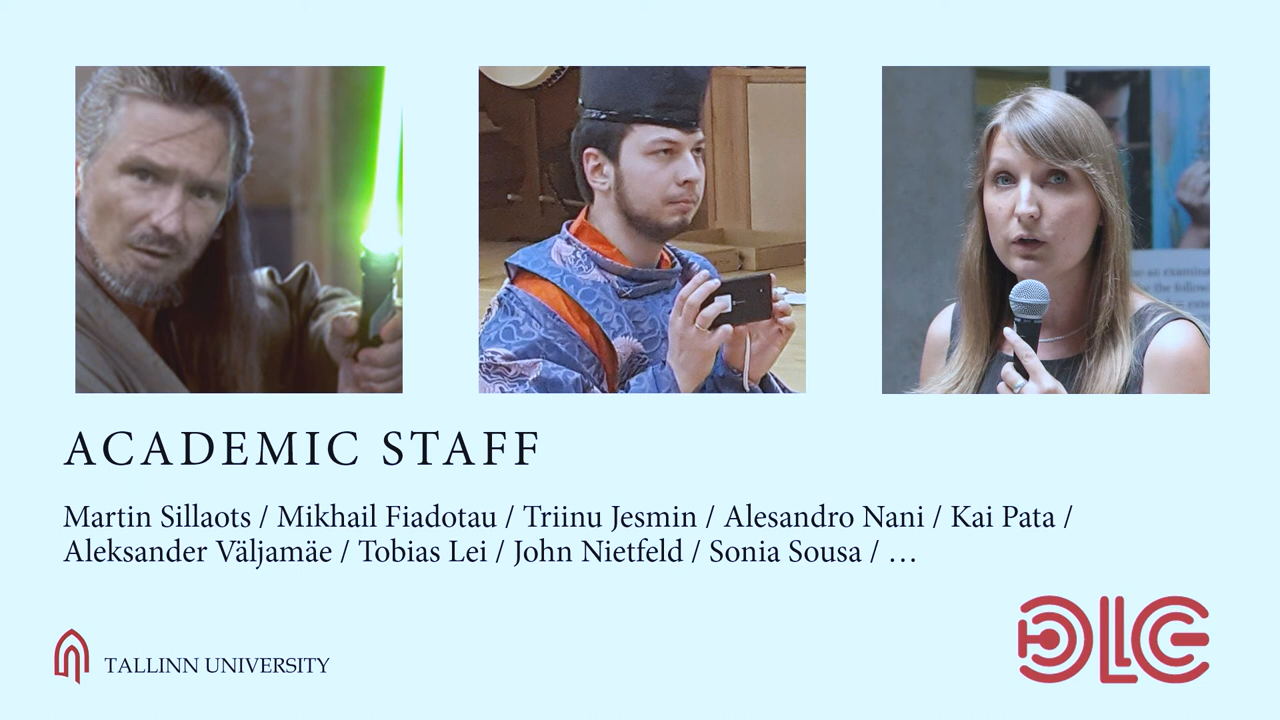 ACADEMIC STAFF
Martin Sillaots / Mikhail Fiadotau / Triinu Jesmin / Alesandro Nani / Kai Pata /
Aleksander Väljamäe / Tobias Lei / John Nietfeld / Sonia Sousa / …
TALLINN UNIVERSITY
DLG